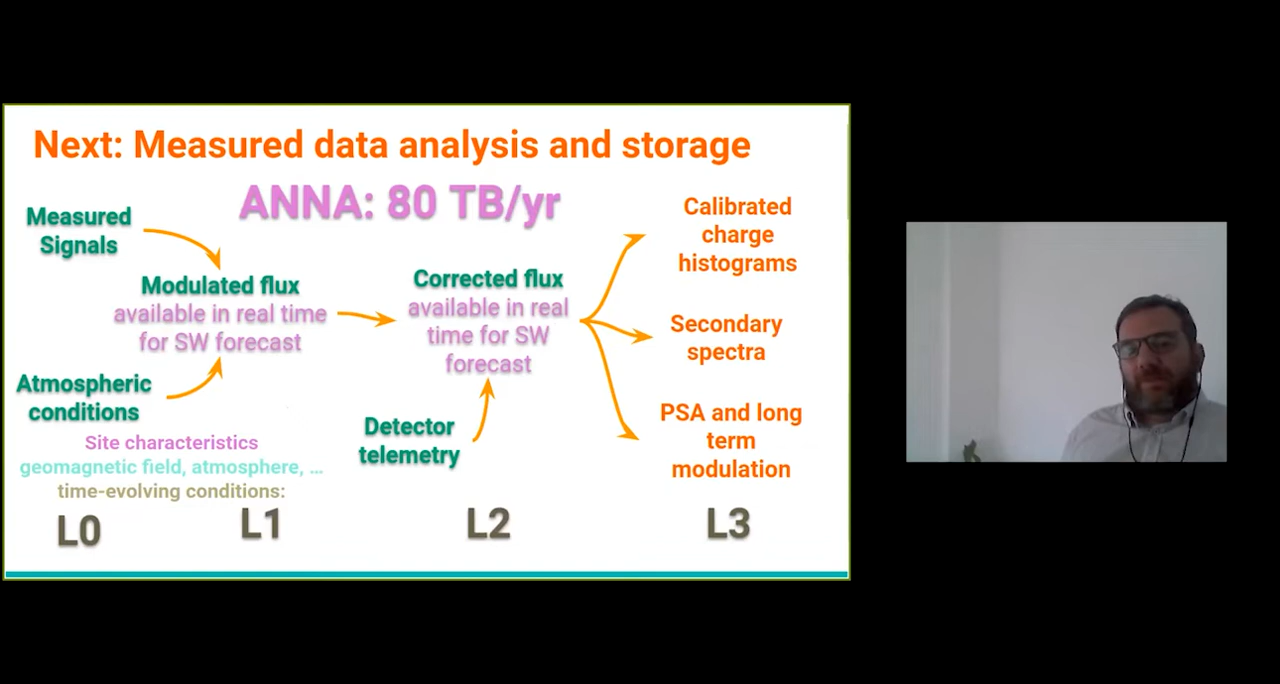 Next: Measured data analysis and storage
ANNA: 80 TB/yr
Measured
Signals
Modulated flux
available in real time
for SW forecast
Atmospheric
conditions
Site characteristics
geomagnetic field, atmosphere, ...
time-evolving conditions:
Corrected flux
available in real
time for SW
forecast
Detector
telemetry
Calibrated
charge
histograms
Secondary
spectra
PSA and long
term
modulation
L0
L1
L2
L3